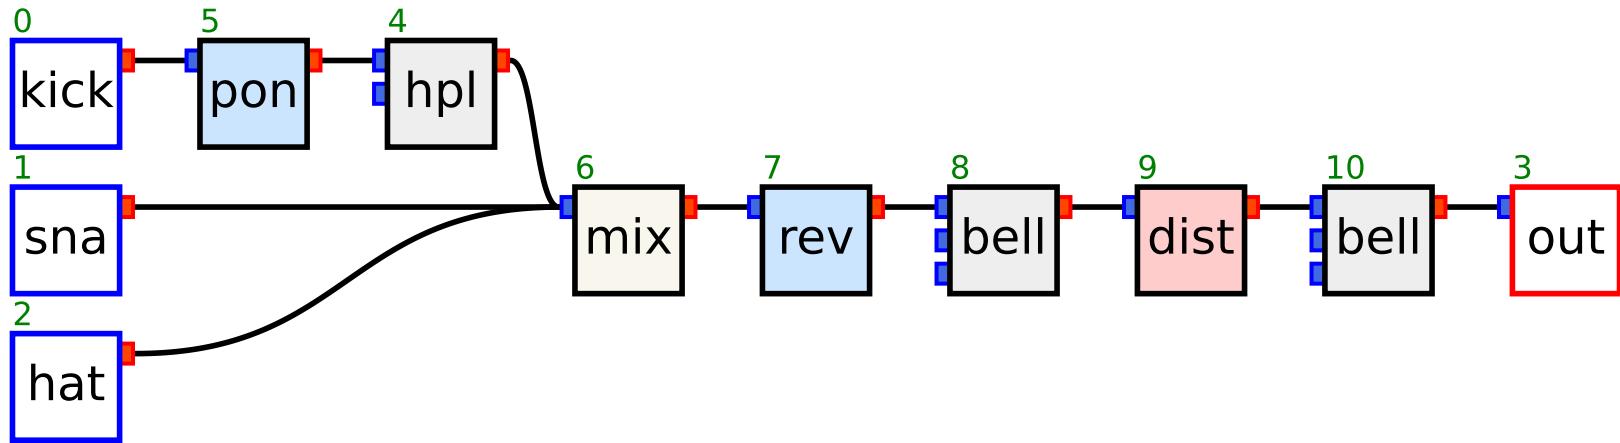 0 5 4
kick pon hpl
1 6 7 8 9 10 3
sna mix rev bell dist bell out
2
hat